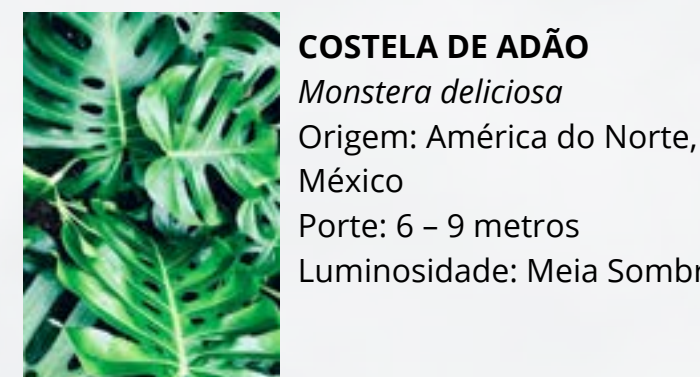 COSTELA DE ADÃO
Monstera deliciosa
Origem: América do Norte,
México
Porte: 6 – 9 metros
Luminosidade: Meia Sombr